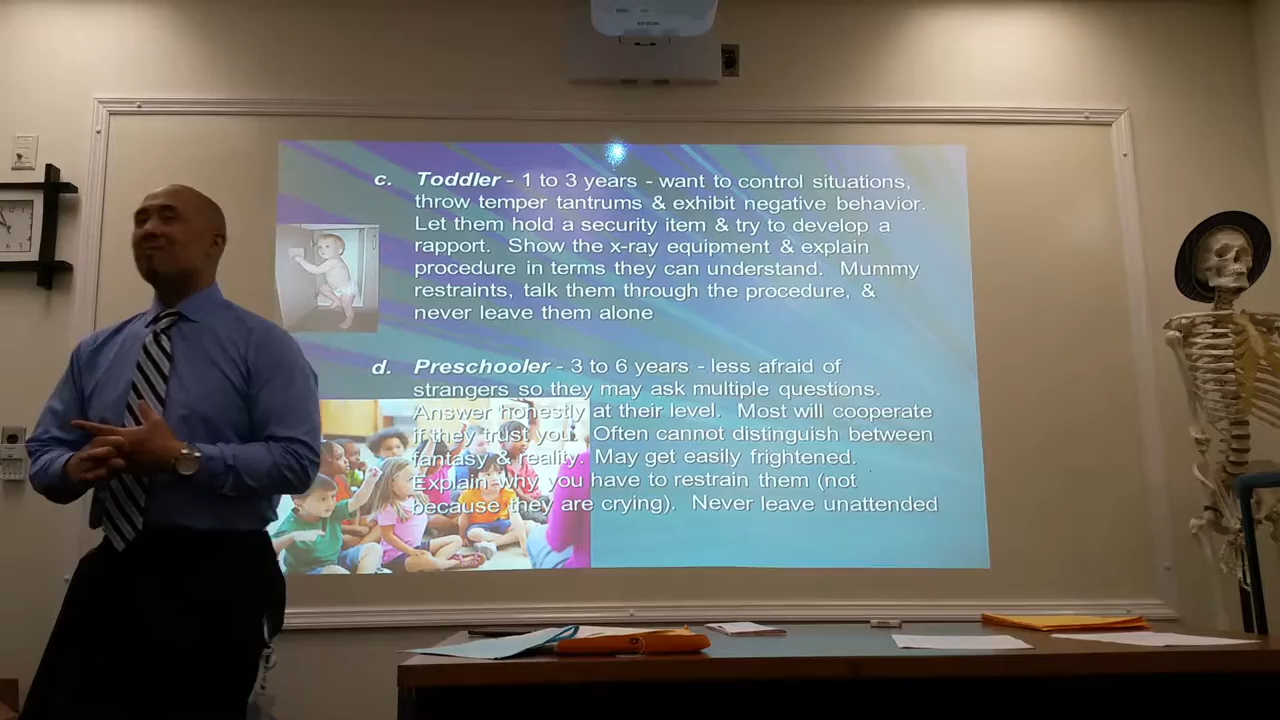 EPSON
c. Toddler - 1 to 3 years - want to control situations,
throw temper tantrums & exhibit negative behavior.
Let them hold a security item & try to develop a
rapport. Show the x-ray equipment & explain
procedure in terms they can understand. Mummy
restraints, talk them through the procedure, &
never leave them alone
d. Preschooler - 3 to 6 years - less afraid of
strangers so they may ask multiple questions.
Answer honestly at their level. Most will cooperate
if they trust you. Often cannot distinguish between
fantasy & reality. May get easily frightened.
Explain why you have to restrain them (not
because they are crying). Never leave unattended